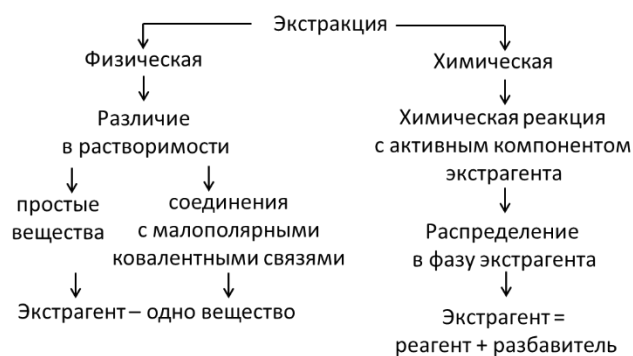 Экстракция
Физическая
Химическая
Различие
в растворимости
Химическая реакция
с активным компонентом
экстрагента
простые
вещества
соединения
с малополярными
ковалентными связями
Распределение
в фазу экстрагента
Экстрагент – одно вещество
Экстрагент =
реагент + разбавитель